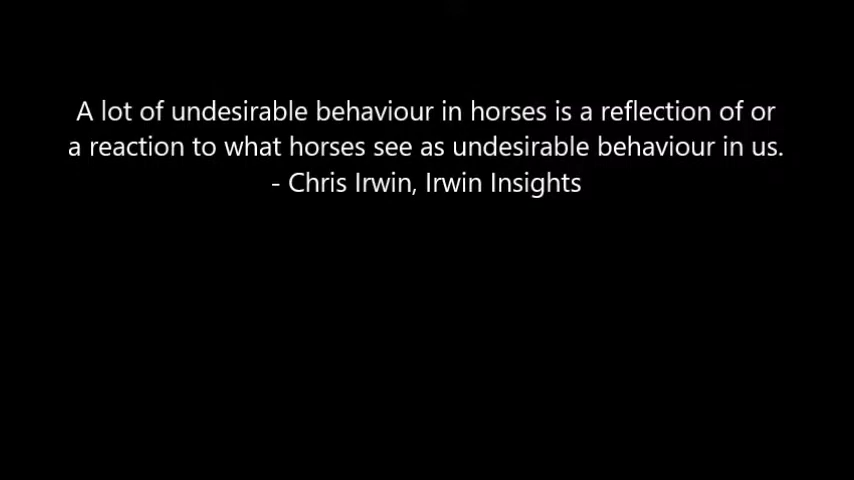 A lot of undesirable behaviour in horses is a reflection of or
a reaction to what horses see as undesirable behaviour in us.
- Chris Irwin, Irwin Insights